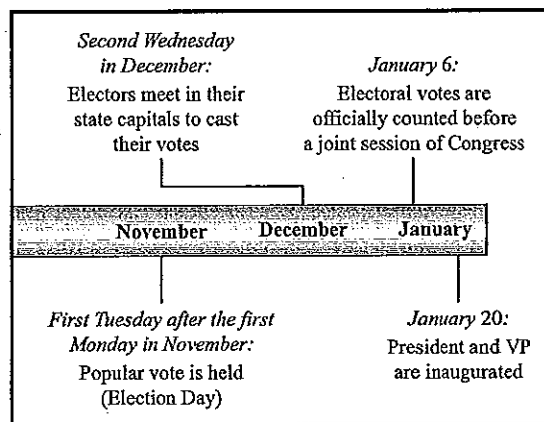 Second Wednesday
in December:
Electors meet in their
state capitals to cast
their votes
January 6:
Electoral votes are
officially counted before
a joint session of Congress
November
December
January
First Tuesday after the first
Monday in November:
Popular vote is held
(Election Day)
January 20:
President and VP
are inaugurated